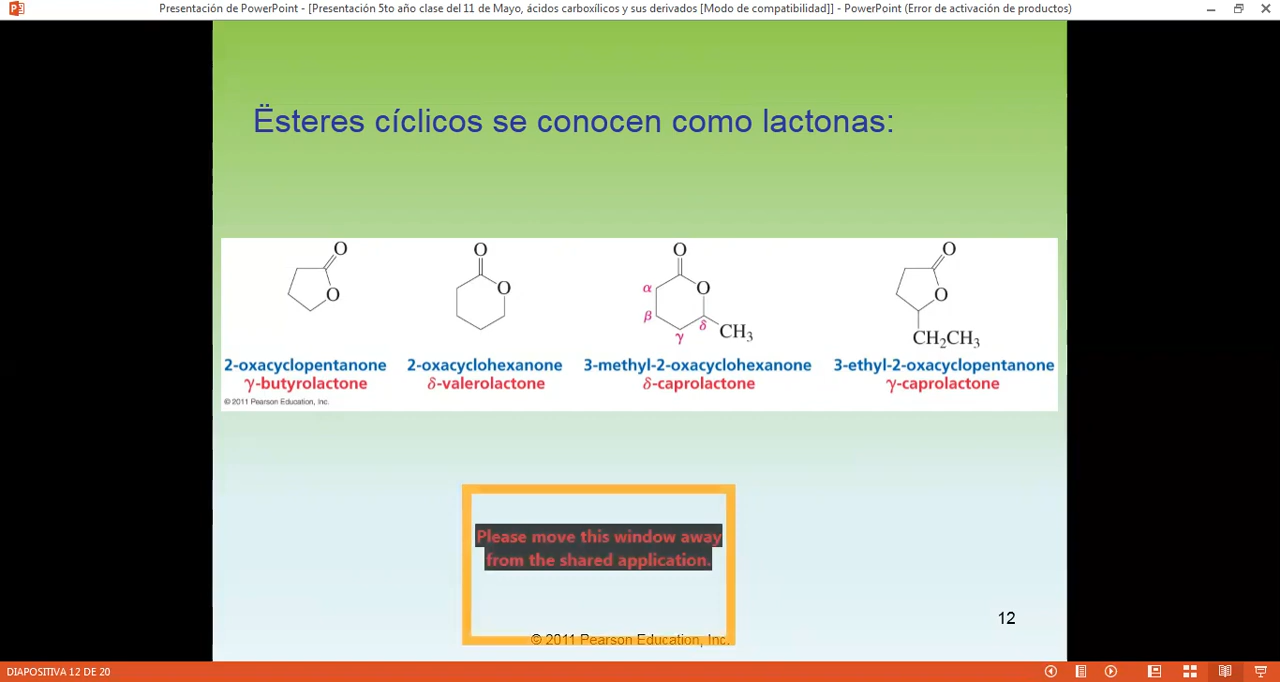 Presentación de PowerPoint - [Presentación 5to año clase del 11 de Mayo, ácidos carboxílicos y sus derivados [Modo de compatibilidad]] - PowerPoint (Error de activación de productos)
Ësteres cíclicos se conocen como lactonas:
O O O O
O O α O O
β γ δ CH₃ CH₂CH₃
2-oxacyclopentanone 2-oxacyclohexanone 3-methyl-2-oxacyclohexanone 3-ethyl-2-oxacyclopentanone
γ-butyrolactone δ-valerolactone δ-caprolactone γ-caprolactone
© 2011 Pearson Education, Inc.
Please move this window away
from the shared application.
12
© 2011 Pearson Education, Inc.
DIAPOSITIVA 12 DE 20